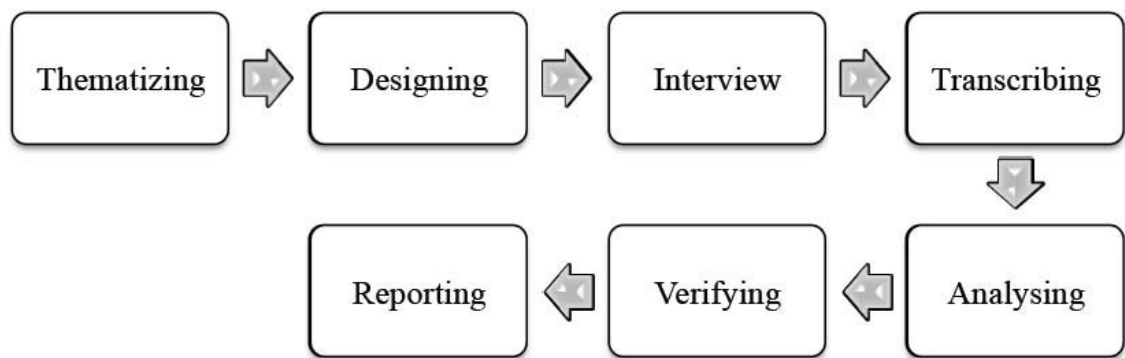 Thematizing
Designing
Interview
Transcribing
Analysing
Verifying
Reporting